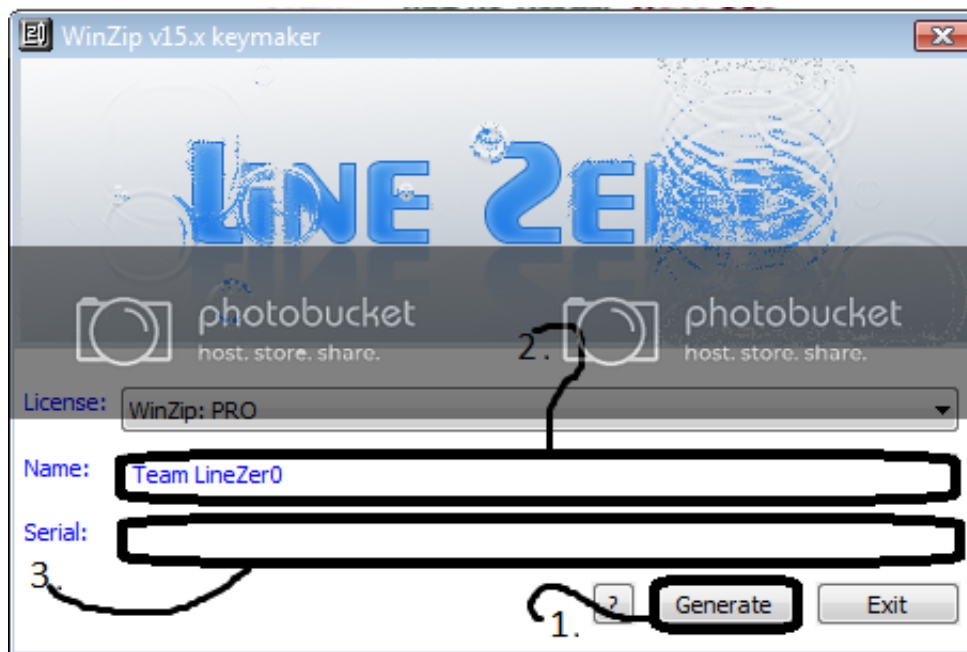 WinZip v15.x keymaker
LINE ZER
photobucket photobucket
host. store. share. host. store. share.
2.
License: WinZip: PRO
Name: Team LineZer0
Serial:
3.
1. ? Generate Exit